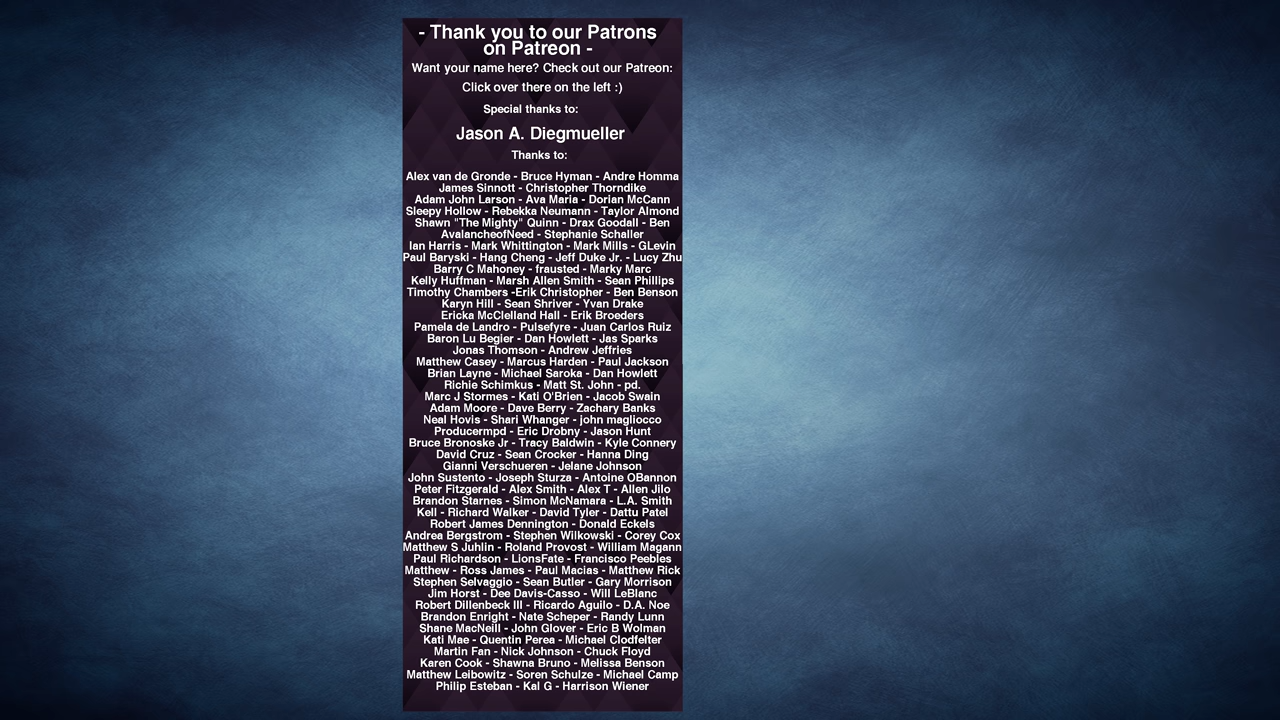 - Thank you to our Patrons
on Patreon -
Want your name here? Check out our Patreon:
Click over there on the left :)
Special thanks to:
Jason A. Diegmueller
Thanks to:
Alex van de Gronde - Bruce Hyman - Andre Homma
James Sinnott - Christopher Thorndike
Adam John Larson - Ava Maria - Dorian McCann
Sleepy Hollow - Rebekka Neumann - Taylor Almond
Shawn "The Mighty" Quinn - Drax Goodall - Ben
AvalancheofNeed - Stephanie Schaller
Ian Harris - Mark Whittington - Mark Mills - GLevin
Paul Baryski - Hang Cheng - Jeff Duke Jr. - Lucy Zhu
Barry C Mahoney - frausted - Marky Marc
Kelly Huffman - Marsh Allen Smith - Sean Phillips
Timothy Chambers -Erik Christopher - Ben Benson
Karyn Hill - Sean Shriver - Yvan Drake
Ericka McClelland Hall - Erik Broeders
Pamela de Landro - Pulsefyre - Juan Carlos Ruiz
Baron Lu Begier - Dan Howlett - Jas Sparks
Jonas Thomson - Andrew Jeffries
Matthew Casey - Marcus Harden - Paul Jackson
Brian Layne - Michael Saroka - Dan Howlett
Richie Schimkus - Matt St. John - pd.
Marc J Stormes - Kati O'Brien - Jacob Swain
Adam Moore - Dave Berry - Zachary Banks
Neal Hovis - Shari Whanger - john magliocco
Producermpd - Eric Drobny - Jason Hunt
Bruce Bronoske Jr - Tracy Baldwin - Kyle Connery
David Cruz - Sean Crocker - Hanna Ding
Gianni Verschueren - Jelane Johnson
John Sustento - Joseph Sturza - Antoine OBannon
Peter Fitzgerald - Alex Smith - Alex T - Allen Jilo
Brandon Starnes - Simon McNamara - L.A. Smith
Kell - Richard Walker - David Tyler - Dattu Patel
Robert James Dennington - Donald Eckels
Andrea Bergstrom - Stephen Wilkowski - Corey Cox
Matthew S Juhlin - Roland Provost - William Magann
Paul Richardson - LionsFate - Francisco Peebles
Matthew - Ross James - Paul Macias - Matthew Rick
Stephen Selvaggio - Sean Butler - Gary Morrison
Jim Horst - Dee Davis-Casso - Will LeBlanc
Robert Dillenbeck III - Ricardo Aguilo - D.A. Noe
Brandon Enright - Nate Scheper - Randy Lunn
Shane MacNeill - John Glover - Eric B Wolman
Kati Mae - Quentin Perea - Michael Clodfelter
Martin Fan - Nick Johnson - Chuck Floyd
Karen Cook - Shawna Bruno - Melissa Benson
Matthew Leibowitz - Soren Schulze - Michael Camp
Philip Esteban - Kal G - Harrison Wiener